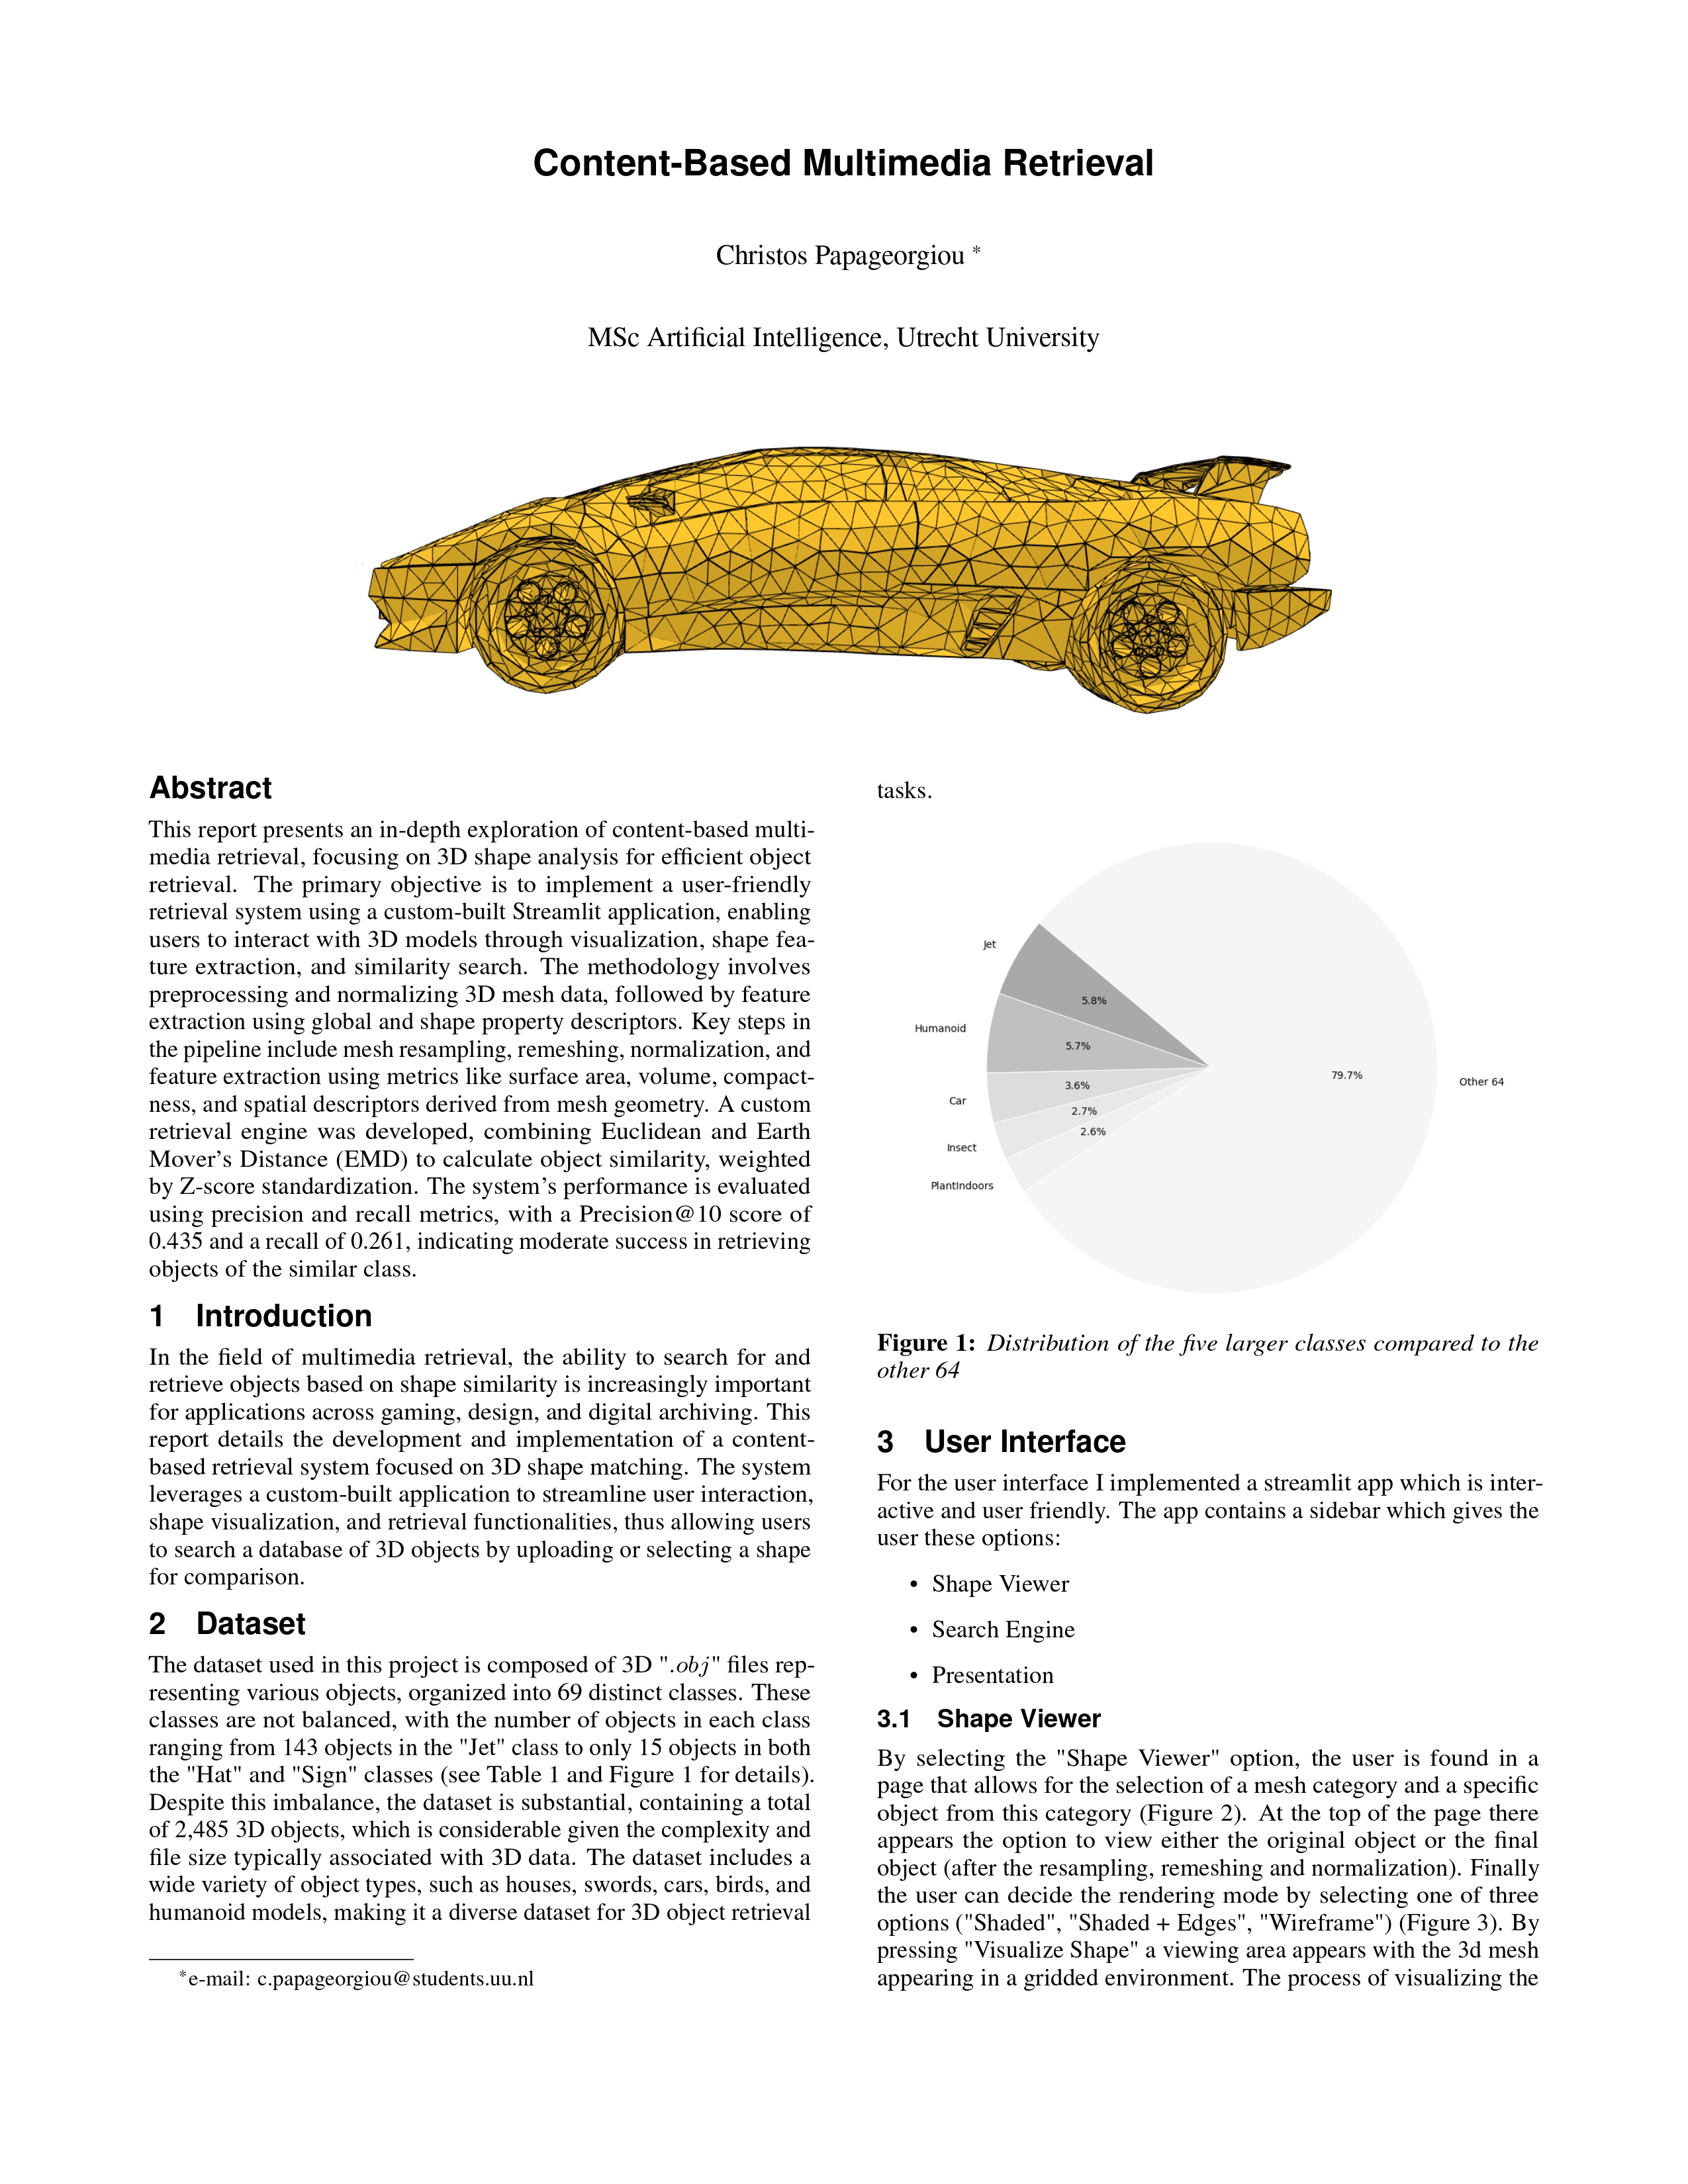 Content-Based Multimedia Retrieval
Christos Papageorgiou *
MSc Artificial Intelligence, Utrecht University
Abstract
This report presents an in-depth exploration of content-based multi-
media retrieval, focusing on 3D shape analysis for efficient object
retrieval. The primary objective is to implement a user-friendly
retrieval system using a custom-built Streamlit application, enabling
users to interact with 3D models through visualization, shape fea-
ture extraction, and similarity search. The methodology involves
preprocessing and normalizing 3D mesh data, followed by feature
extraction using global and shape property descriptors. Key steps in
the pipeline include mesh resampling, remeshing, normalization, and
feature extraction using metrics like surface area, volume, compact-
ness, and spatial descriptors derived from mesh geometry. A custom
retrieval engine was developed, combining Euclidean and Earth
Mover's Distance (EMD) to calculate object similarity, weighted
by Z-score standardization. The system's performance is evaluated
using precision and recall metrics, with a Precision@10 score of
0.435 and a recall of 0.261, indicating moderate success in retrieving
objects of the similar class.
1 Introduction
In the field of multimedia retrieval, the ability to search for and
retrieve objects based on shape similarity is increasingly important
for applications across gaming, design, and digital archiving. This
report details the development and implementation of a content-
based retrieval system focused on 3D shape matching. The system
leverages a custom-built application to streamline user interaction,
shape visualization, and retrieval functionalities, thus allowing users
to search a database of 3D objects by uploading or selecting a shape
for comparison.
2 Dataset
The dataset used in this project is composed of 3D ".obj" files rep-
resenting various objects, organized into 69 distinct classes. These
classes are not balanced, with the number of objects in each class
ranging from 143 objects in the "Jet" class to only 15 objects in both
the "Hat" and "Sign" classes (see Table 1 and Figure 1 for details).
Despite this imbalance, the dataset is substantial, containing a total
of 2,485 3D objects, which is considerable given the complexity and
file size typically associated with 3D data. The dataset includes a
wide variety of object types, such as houses, swords, cars, birds, and
humanoid models, making it a diverse dataset for 3D object retrieval
*e-mail: c.papageorgiou@students.uu.nl
tasks.
Jet
5.8%
Humanoid
5.7%
Car
3.6%
Insect
2.7%
PlantIndoors
2.6%
79.7%
Other 64
Figure 1: Distribution of the five larger classes compared to the
other 64
3 User Interface
For the user interface I implemented a streamlit app which is inter-
active and user friendly. The app contains a sidebar which gives the
user these options:
• Shape Viewer
• Search Engine
• Presentation
3.1 Shape Viewer
By selecting the "Shape Viewer" option, the user is found in a
page that allows for the selection of a mesh category and a specific
object from this category (Figure 2). At the top of the page there
appears the option to view either the original object or the final
object (after the resampling, remeshing and normalization). Finally
the user can decide the rendering mode by selecting one of three
options ("Shaded", "Shaded + Edges", "Wireframe") (Figure 3). By
pressing "Visualize Shape" a viewing area appears with the 3d mesh
appearing in a gridded environment. The process of visualizing the